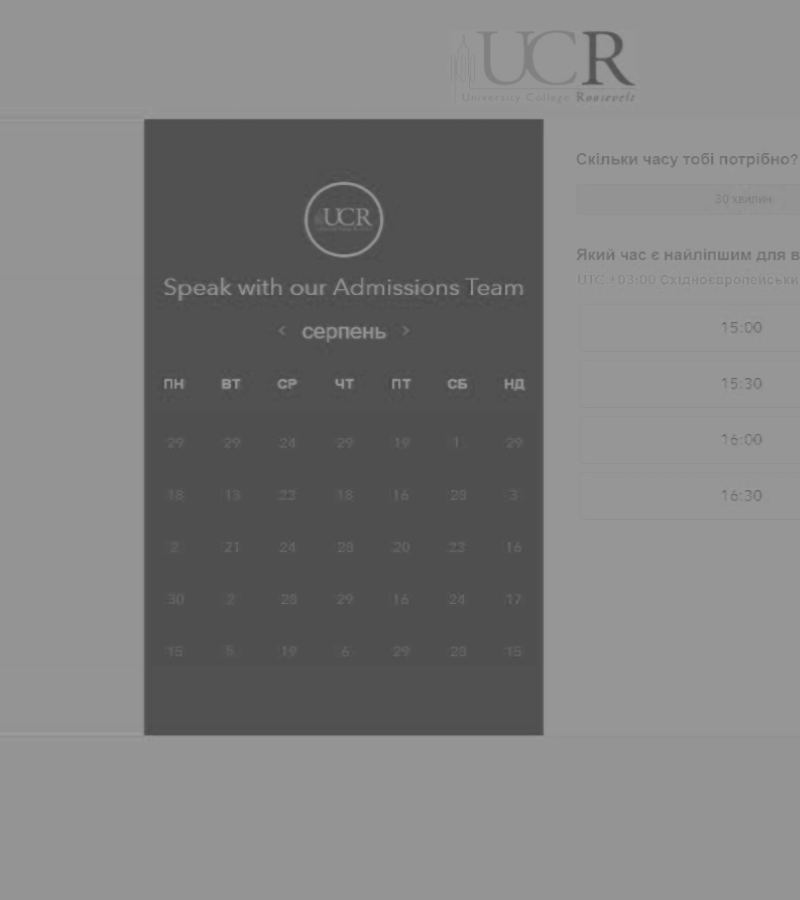 UCR
University College Roosevelt
UCR
Speak with our Admissions Team
‹ серпень ›
ПН ВТ СР ЧТ ПТ СБ НД
29 29 24 29 19 1 29
18 13 23 18 16 28 3
2 21 24 28 20 23 16
30 2 28 29 16 24 17
15 5 19 6 29 28 15
Скільки часу тобі потрібно?
30 хвилин
Який час є найліпшим для в
UTC +03:00 Східноєвропейськи
15:00
15:30
16:00
16:30